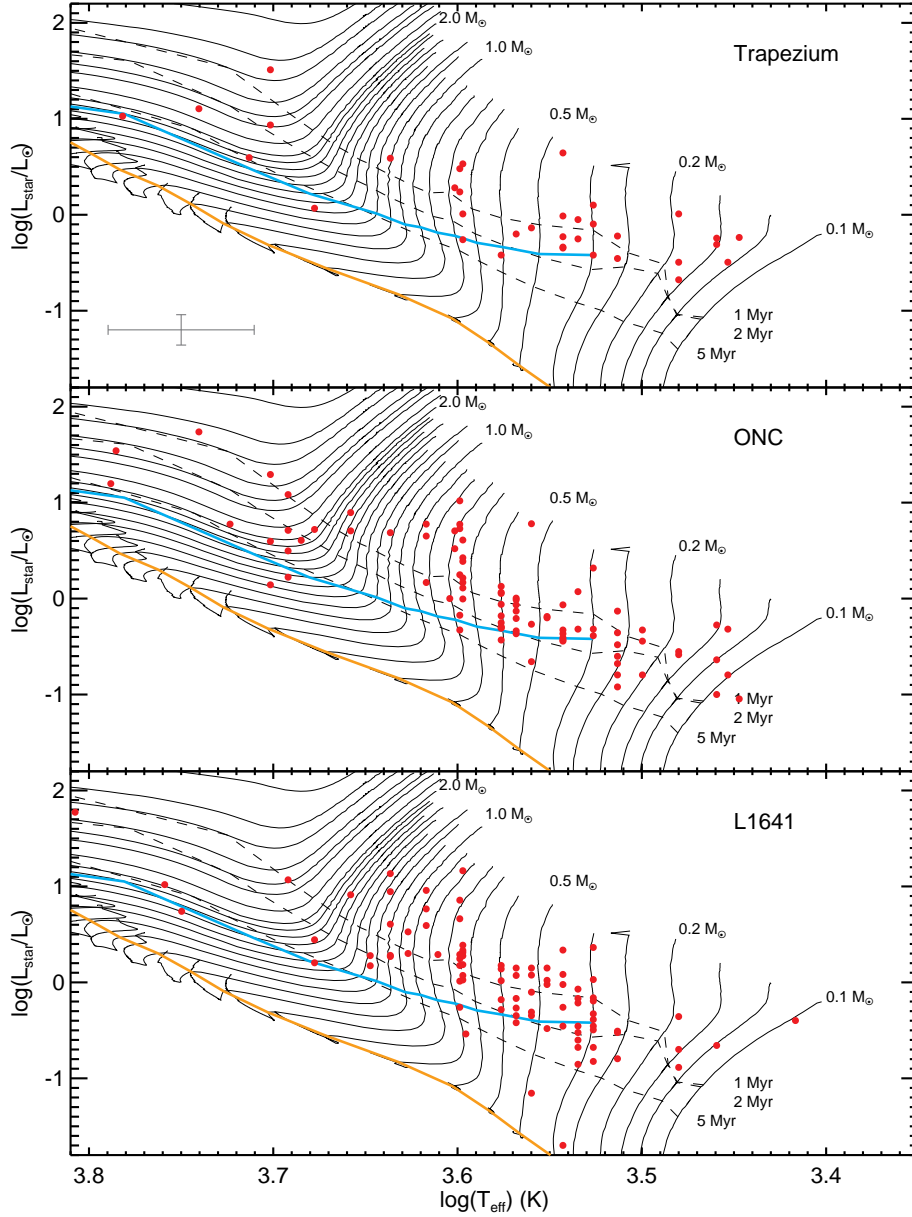 2.0 M☉
2
Trapezium
1.0 M☉
1
0.5 M☉
0.2 M☉
0
0.1 M☉
-1
1 Myr
2 Myr
5 Myr
log(L_star/L☉)
2.0 M☉
2
ONC
1.0 M☉
1
0.5 M☉
0.2 M☉
0
0.1 M☉
-1
1 Myr
2 Myr
5 Myr
log(L_star/L☉)
2.0 M☉
2
L1641
1.0 M☉
1
0.5 M☉
0.2 M☉
0
0.1 M☉
-1
1 Myr
2 Myr
5 Myr
log(L_star/L☉)
3.8 3.7 3.6 3.5 3.4
log(T_eff) (K)